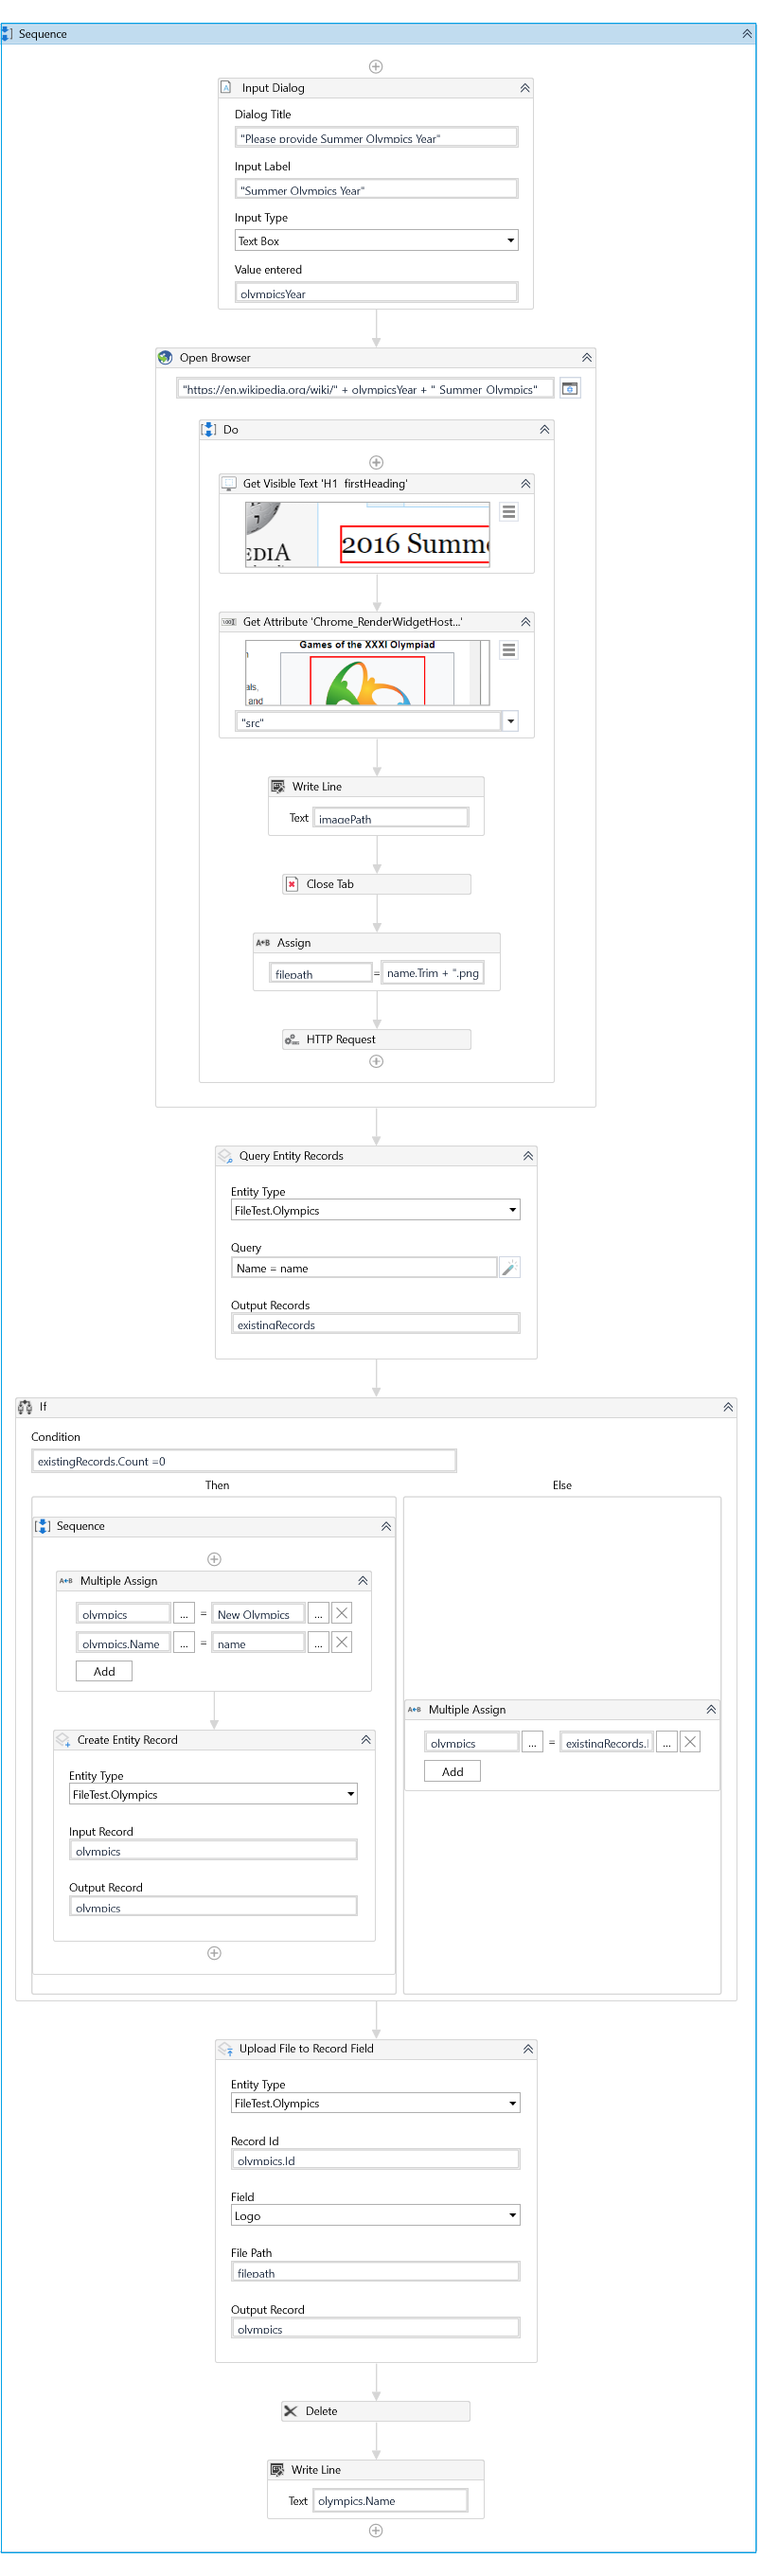 Sequence
Input Dialog
Dialog Title
"Please provide Summer Olympics Year"
Input Label
"Summer Olympics Year"
Input Type
Text Box
Value entered
olympicsYear
Open Browser
"https://en.wikipedia.org/wiki/" + olympicsYear + "_Summer_Olympics"
Do
Get Visible Text 'H1 firstHeading'
EDIA
2016 Summe
Get Attribute 'Chrome_RenderWidgetHost...'
Games of the XXXI Olympiad
als,
and
"src"
Write Line
Text imagePath
Close Tab
A+B Assign
filepath = name.Trim + ".png
HTTP Request
Query Entity Records
Entity Type
FileTest.Olympics
Query
Name = name
Output Records
existingRecords
If
Condition
existingRecords.Count =0
Then
Else
Sequence
A+B Multiple Assign
olympics ... = New Olympics ...
olympics.Name ... = name ...
Add
Create Entity Record
Entity Type
FileTest.Olympics
Input Record
olympics
Output Record
olympics
A+B Multiple Assign
olympics ... = existingRecords. ...
Add
Upload File to Record Field
Entity Type
FileTest.Olympics
Record Id
olympics.Id
Field
Logo
File Path
filepath
Output Record
olympics
Delete
Write Line
Text olympics.Name